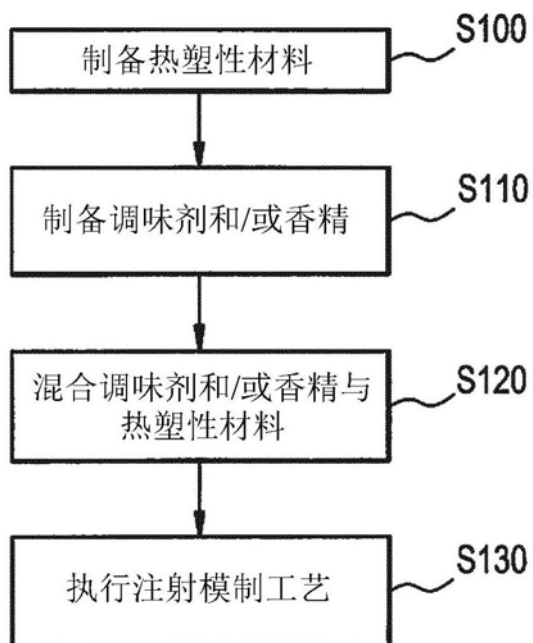 S100
制备热塑性材料
S110
制备调味剂和/或香精
S120
混合调味剂和/或香精与
热塑性材料
S130
执行注射模制工艺